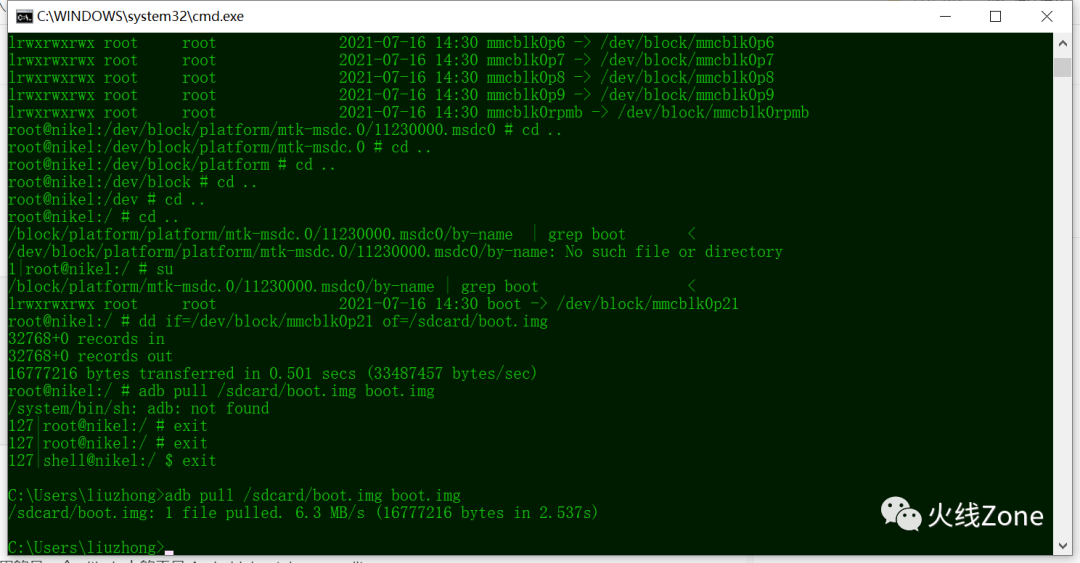 C:\WINDOWS\system32\cmd.exe
lrwxrwxrwx root     root              2021-07-16 14:30 mmcblk0p6 -> /dev/block/mmcblk0p6
lrwxrwxrwx root     root              2021-07-16 14:30 mmcblk0p7 -> /dev/block/mmcblk0p7
lrwxrwxrwx root     root              2021-07-16 14:30 mmcblk0p8 -> /dev/block/mmcblk0p8
lrwxrwxrwx root     root              2021-07-16 14:30 mmcblk0p9 -> /dev/block/mmcblk0p9
lrwxrwxrwx root     root              2021-07-16 14:30 mmcblk0rpmb -> /dev/block/mmcblk0rpmb
root@nikel:/dev/block/platform/mtk-msdc.0/11230000.msdc0 # cd ..
root@nikel:/dev/block/platform/mtk-msdc.0 # cd ..
root@nikel:/dev/block/platform # cd ..
root@nikel:/dev/block # cd ..
root@nikel:/dev # cd ..
root@nikel:/ # cd ..
/block/platform/platform/mtk-msdc.0/11230000.msdc0/by-name  | grep boot       <
/dev/block/platform/platform/mtk-msdc.0/11230000.msdc0/by-name: No such file or directory
1|root@nikel:/ # su
/block/platform/mtk-msdc.0/11230000.msdc0/by-name | grep boot                 <
lrwxrwxrwx root     root              2021-07-16 14:30 boot -> /dev/block/mmcblk0p21
root@nikel:/ # dd if=/dev/block/mmcblk0p21 of=/sdcard/boot.img
32768+0 records in
32768+0 records out
16777216 bytes transferred in 0.501 secs (33487457 bytes/sec)
root@nikel:/ # adb pull /sdcard/boot.img boot.img
/system/bin/sh: adb: not found
127|root@nikel:/ # exit
127|root@nikel:/ # exit
127|shell@nikel:/ $ exit
C:\Users\liuzhong>adb pull /sdcard/boot.img boot.img
/sdcard/boot.img: 1 file pulled. 6.3 MB/s (16777216 bytes in 2.537s)
C:\Users\liuzhong>
火线Zone